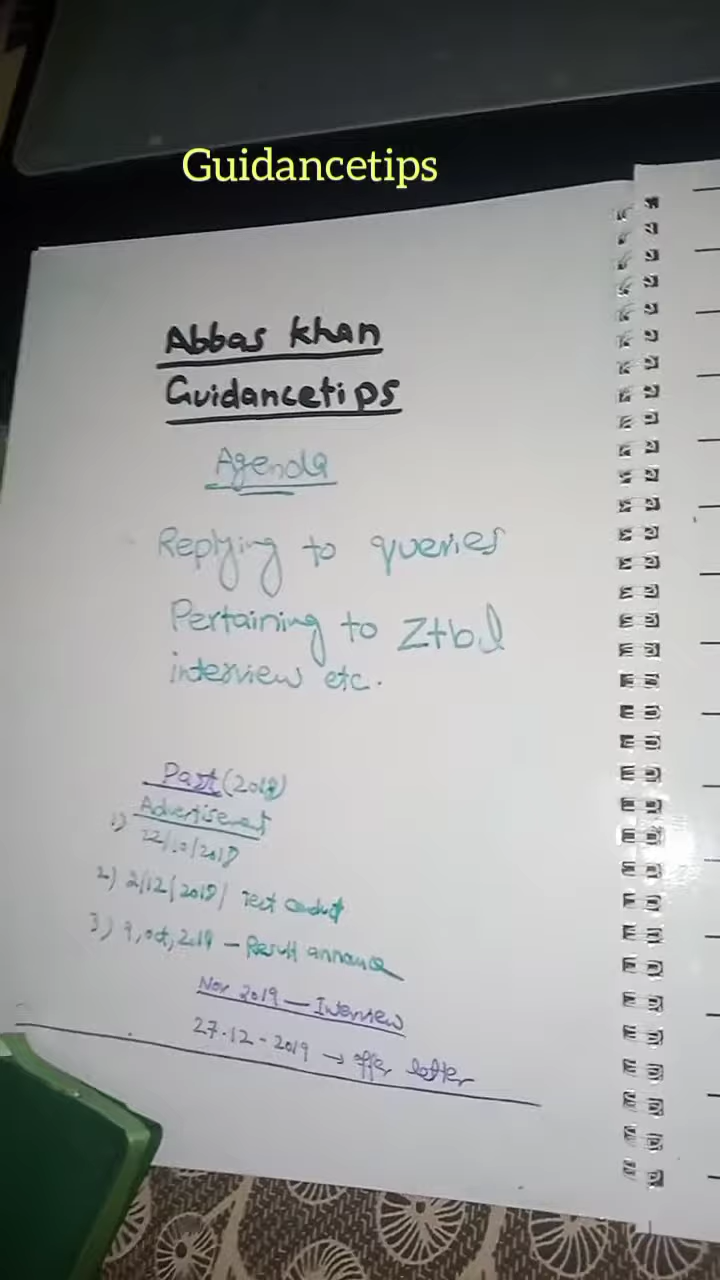 Guidancetips
Abbas Khan
Guidancetips
Agenda
Replying to queries
Pertaining to Ztbl
interview etc.
Past (2018)
Advertisement
1) 22/10/2018
2) 2/12/2018/ Test conduct
3) 9, oct, 2019 – Result announce
Nov 2019 – Interview
27.12-2019 → offer letter